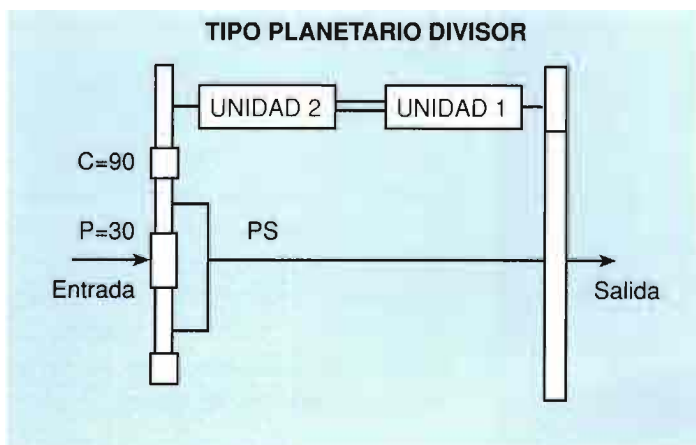 TIPO PLANETARIO DIVISOR
UNIDAD 2
UNIDAD 1
C=90
P=30
PS
Entrada
Salida